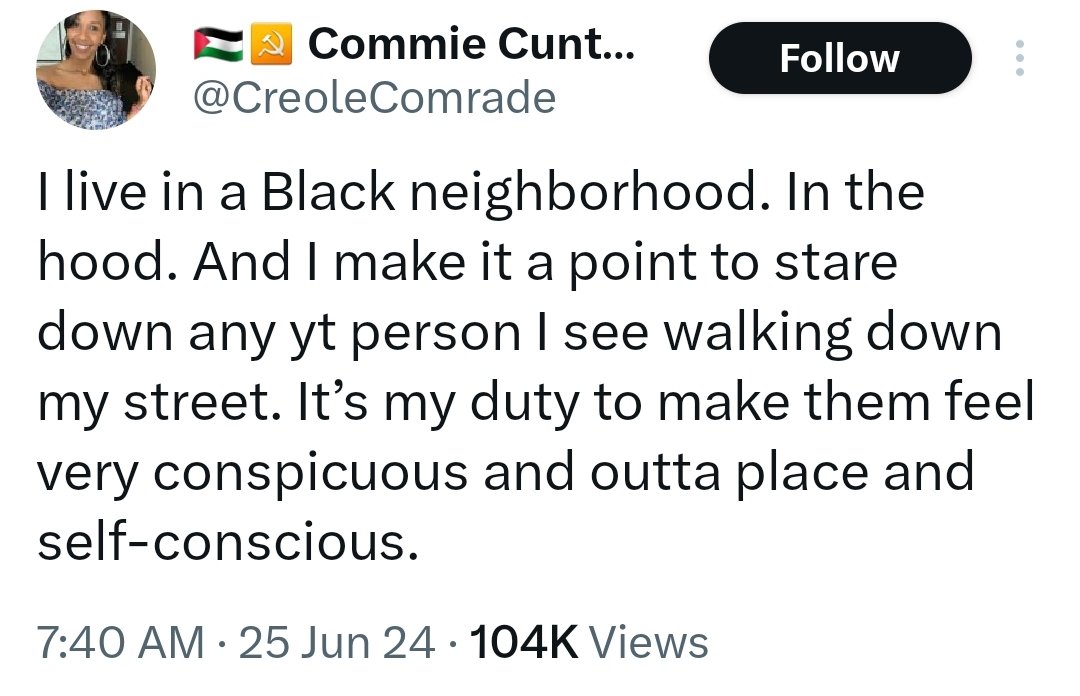 🇵🇸☭ Commie Cunt...
@CreoleComrade
Follow
I live in a Black neighborhood. In the
hood. And I make it a point to stare
down any yt person I see walking down
my street. It’s my duty to make them feel
very conspicuous and outta place and
self-conscious.
7:40 AM · 25 Jun 24 · 104K Views